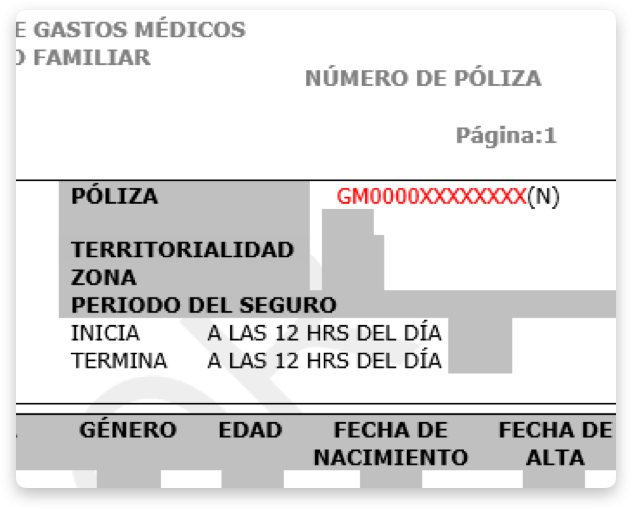 E GASTOS MÉDICOS
O FAMILIAR
NÚMERO DE PÓLIZA
Página:1
PÓLIZA GM0000XXXXXXXX(N)
TERRITORIALIDAD
ZONA
PERIODO DEL SEGURO
INICIA A LAS 12 HRS DEL DÍA
TERMINA A LAS 12 HRS DEL DÍA
GÉNERO EDAD FECHA DE FECHA DE
NACIMIENTO ALTA